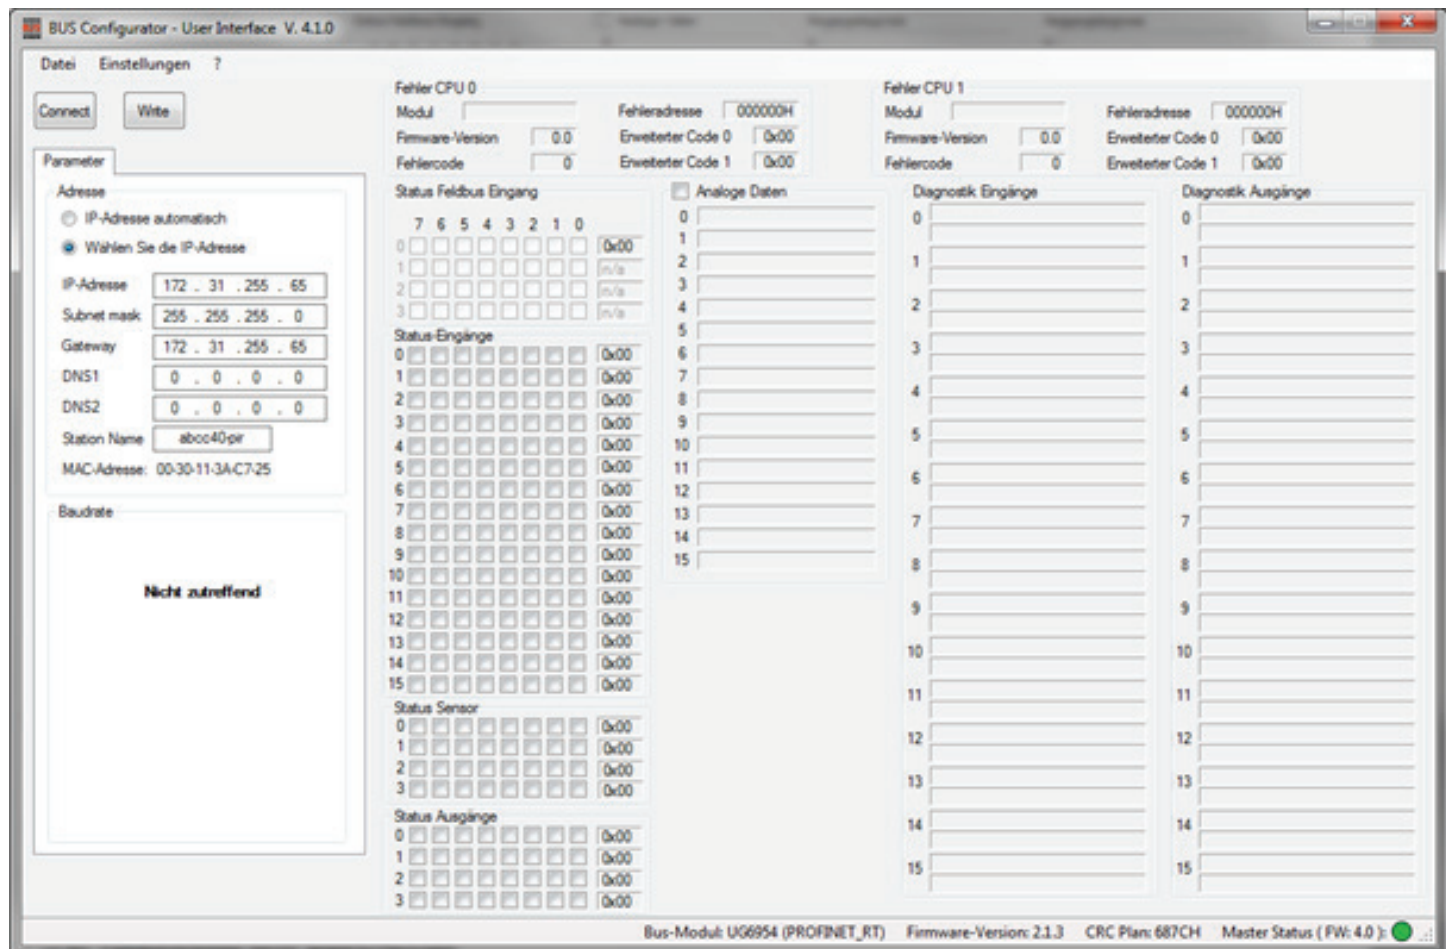 BUS Configurator - User Interface V. 4.1.0
Datei Einstellungen ?
Connect Write
Parameter
Adresse
IP-Adresse automatisch
Wählen Sie die IP-Adresse
IP-Adresse 172 . 31 . 255 . 65
Subnet mask 255 . 255 . 255 . 0
Gateway 172 . 31 . 255 . 65
DNS1 0 . 0 . 0 . 0
DNS2 0 . 0 . 0 . 0
Station Name abcc40-pir
MAC-Adresse: 00-30-11-3A-C7-25
Baudrate
Nicht zutreffend
Fehler CPU 0
Modul Fehleradresse 000000H
Firmware-Version 0.0 Erweiterter Code 0 0x00
Fehlercode 0 Erweiterter Code 1 0x00
Fehler CPU 1
Modul Fehleradresse 000000H
Firmware-Version 0.0 Erweiterter Code 0 0x00
Fehlercode 0 Erweiterter Code 1 0x00
Status Feldbus Eingang
7 6 5 4 3 2 1 0
0 0x00
1 n/a
2 n/a
3 n/a
Status-Eingänge
0 0x00
1 0x00
2 0x00
3 0x00
4 0x00
5 0x00
6 0x00
7 0x00
8 0x00
9 0x00
10 0x00
11 0x00
12 0x00
13 0x00
14 0x00
15 0x00
Status Sensor
0 0x00
1 0x00
2 0x00
3 0x00
Status Ausgänge
0 0x00
1 0x00
2 0x00
3 0x00
Analoge Daten
0
1
2
3
4
5
6
7
8
9
10
11
12
13
14
15
Diagnostik Eingänge
0
1
2
3
4
5
6
7
8
9
10
11
12
13
14
15
Diagnostik Ausgänge
0
1
2
3
4
5
6
7
8
9
10
11
12
13
14
15
Bus-Modul: UG6954 (PROFINET_RT) Firmware-Version: 2.1.3 CRC Plan: 687CH Master Status ( FW: 4.0 ):